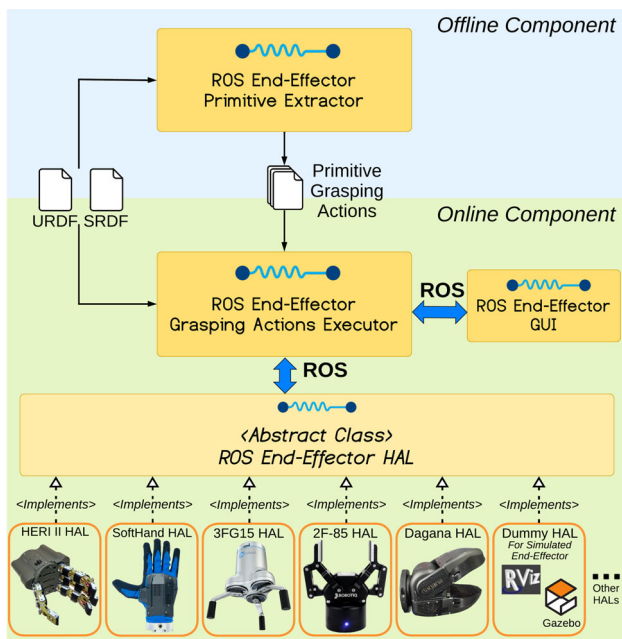 Offline Component
ROS End-Effector
Primitive Extractor
URDF SRDF
Primitive
Grasping
Actions
Online Component
ROS End-Effector
Grasping Actions Executor
ROS
ROS End-Effector
GUI
ROS
<Abstract Class>
ROS End-Effector HAL
<Implements> <Implements> <Implements> <Implements> <Implements> <Implements>
HERI II HAL
SoftHand HAL
3FG15 HAL
2F-85 HAL
ROBOTIQ
Dagana HAL
Dummy HAL
For Simulated
End-Effector
RViz
Gazebo
Other
HALs